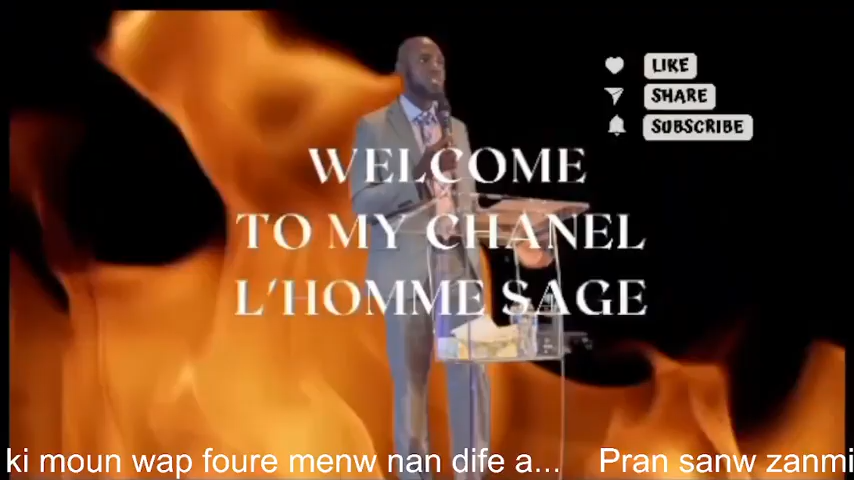 LIKE
SHARE
SUBSCRIBE
WELCOME
TO MY CHANEL
L'HOMME SAGE
ki moun wap foure menw nan dife a... Pran sanw zanmi